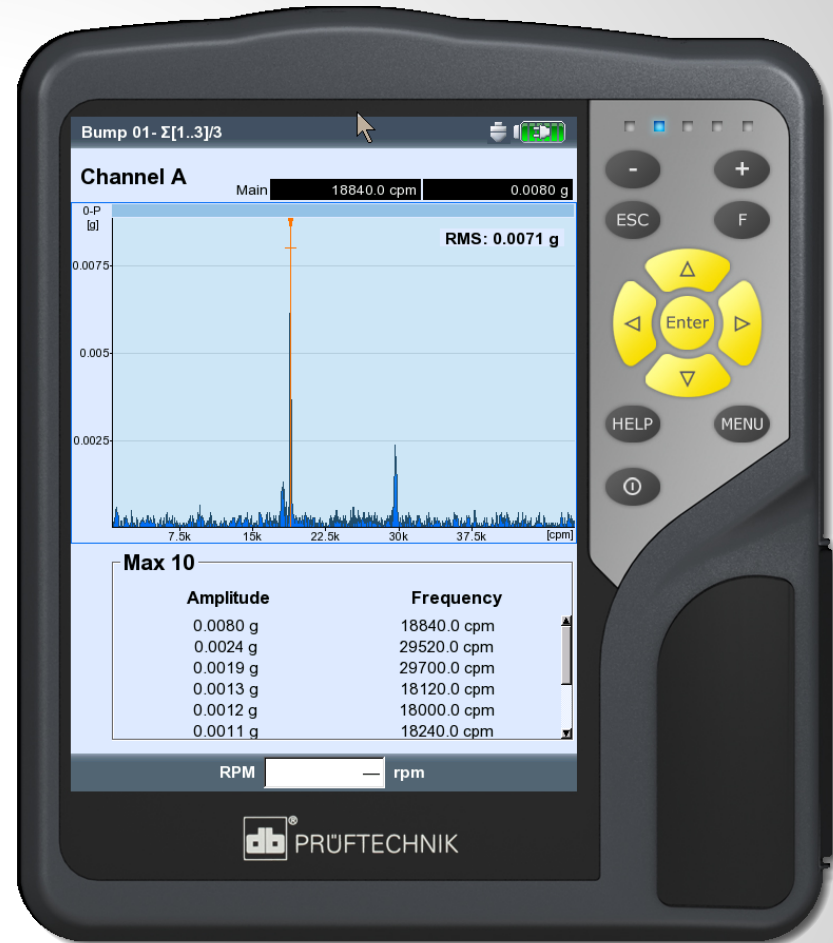 Bump 01- Σ[1..3]/3
Channel A
Main 18840.0 cpm 0.0080 g
0-P
[g]
RMS: 0.0071 g
0.0075
0.005
0.0025
7.5k 15k 22.5k 30k 37.5k [cpm]
Max 10
Amplitude Frequency
0.0080 g 18840.0 cpm
0.0024 g 29520.0 cpm
0.0019 g 29700.0 cpm
0.0013 g 18120.0 cpm
0.0012 g 18000.0 cpm
0.0011 g 18240.0 cpm
RPM — rpm
db® PRÜFTECHNIK
- +
ESC F
Enter
HELP MENU